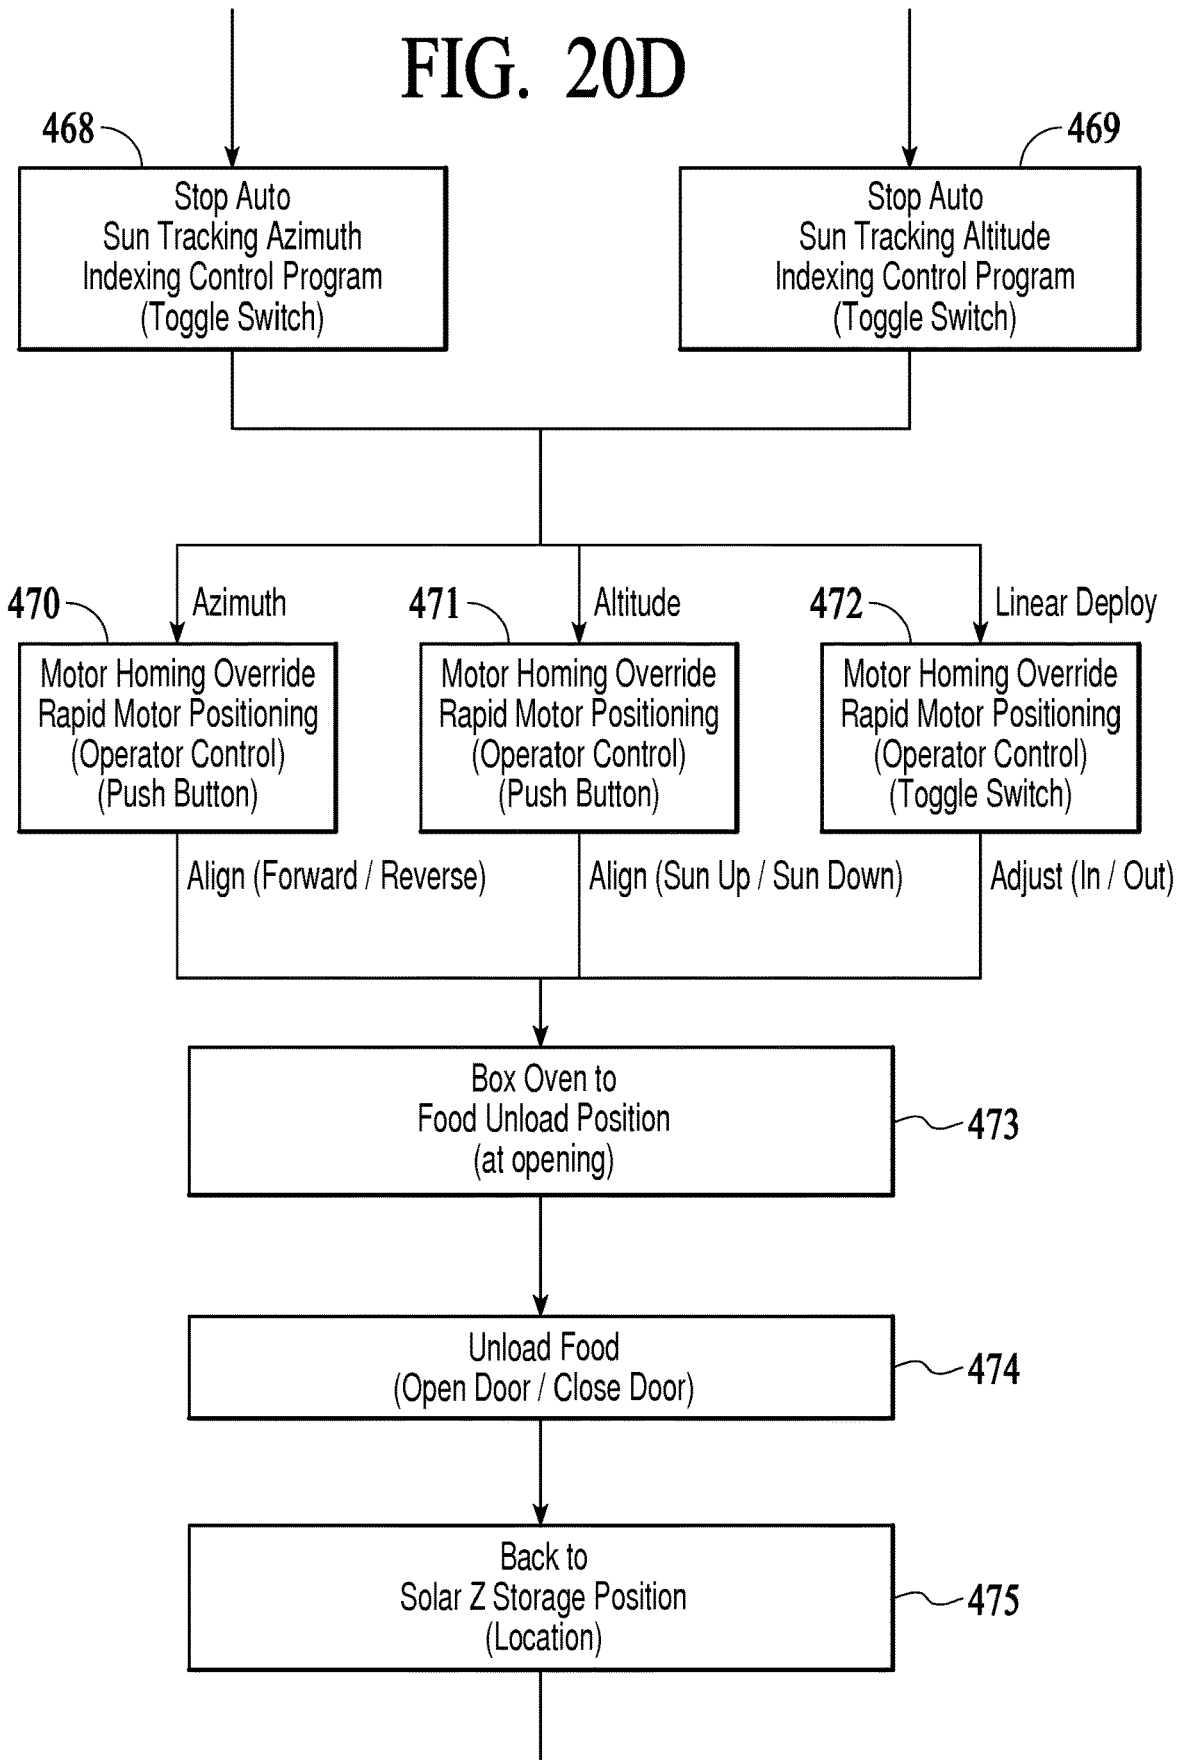 FIG. 20D
468
Stop Auto
Sun Tracking Azimuth
Indexing Control Program
(Toggle Switch)
469
Stop Auto
Sun Tracking Altitude
Indexing Control Program
(Toggle Switch)
470
Azimuth
Motor Homing Override
Rapid Motor Positioning
(Operator Control)
(Push Button)
Align (Forward / Reverse)
471
Altitude
Motor Homing Override
Rapid Motor Positioning
(Operator Control)
(Push Button)
Align (Sun Up / Sun Down)
472
Linear Deploy
Motor Homing Override
Rapid Motor Positioning
(Operator Control)
(Toggle Switch)
Adjust (In / Out)
Box Oven to
Food Unload Position
(at opening)
473
Unload Food
(Open Door / Close Door)
474
Back to
Solar Z Storage Position
(Location)
475